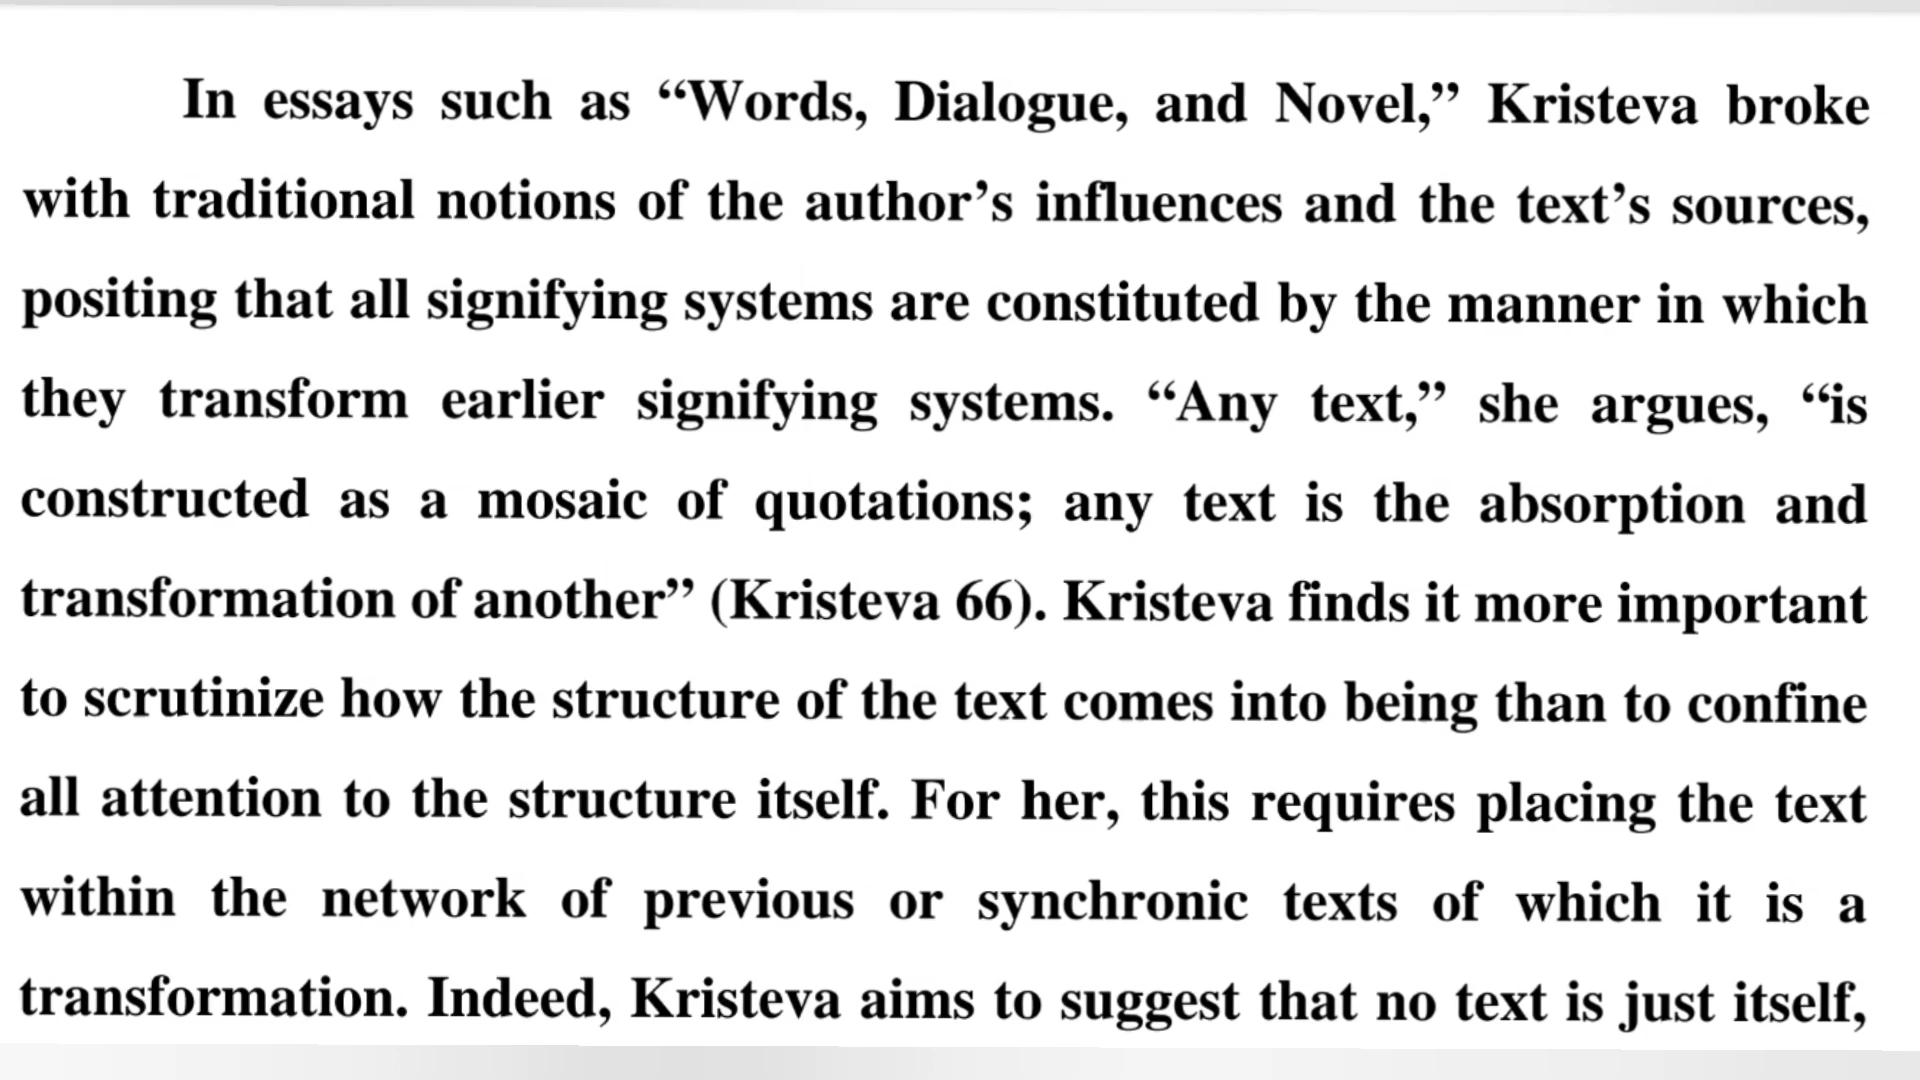 In essays such as “Words, Dialogue, and Novel,” Kristeva broke
with traditional notions of the author’s influences and the text’s sources,
positing that all signifying systems are constituted by the manner in which
they transform earlier signifying systems. “Any text,” she argues, “is
constructed as a mosaic of quotations; any text is the absorption and
transformation of another” (Kristeva 66). Kristeva finds it more important
to scrutinize how the structure of the text comes into being than to confine
all attention to the structure itself. For her, this requires placing the text
within the network of previous or synchronic texts of which it is a
transformation. Indeed, Kristeva aims to suggest that no text is just itself,